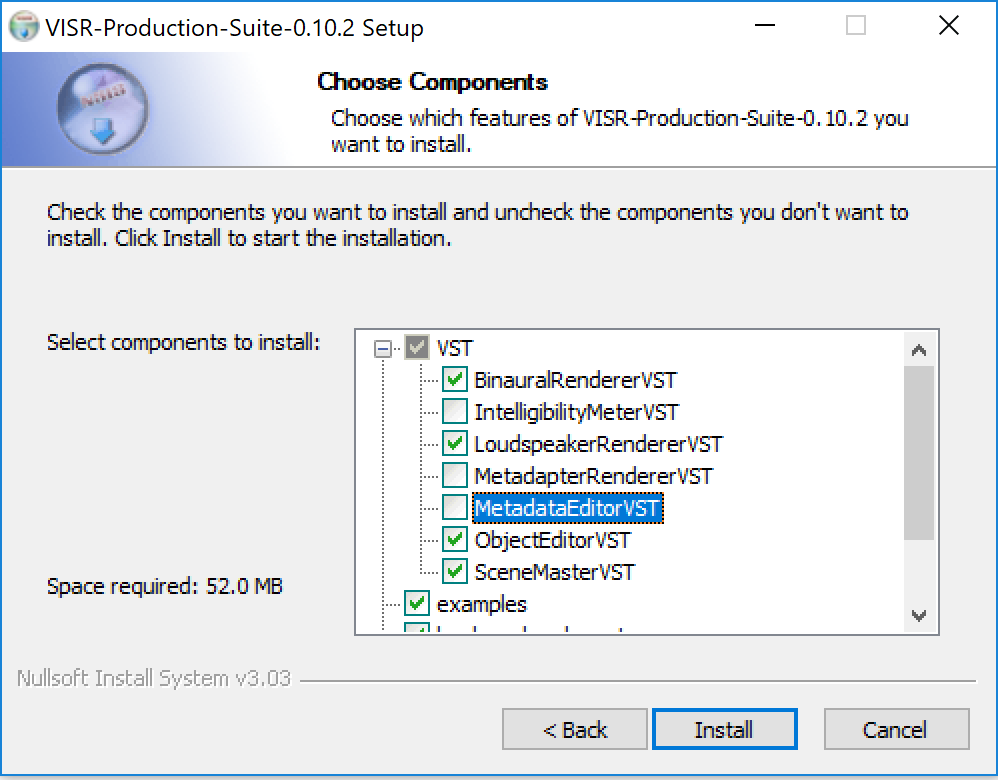 VISR-Production-Suite-0.10.2 Setup
Choose Components
Choose which features of VISR-Production-Suite-0.10.2 you
want to install.
Check the components you want to install and uncheck the components you don't want to
install. Click Install to start the installation.
Select components to install:
VST
BinauralRendererVST
IntelligibilityMeterVST
LoudspeakerRendererVST
MetadapterRendererVST
MetadataEditorVST
ObjectEditorVST
SceneMasterVST
examples
Space required: 52.0 MB
Nullsoft Install System v3.03
< Back
Install
Cancel